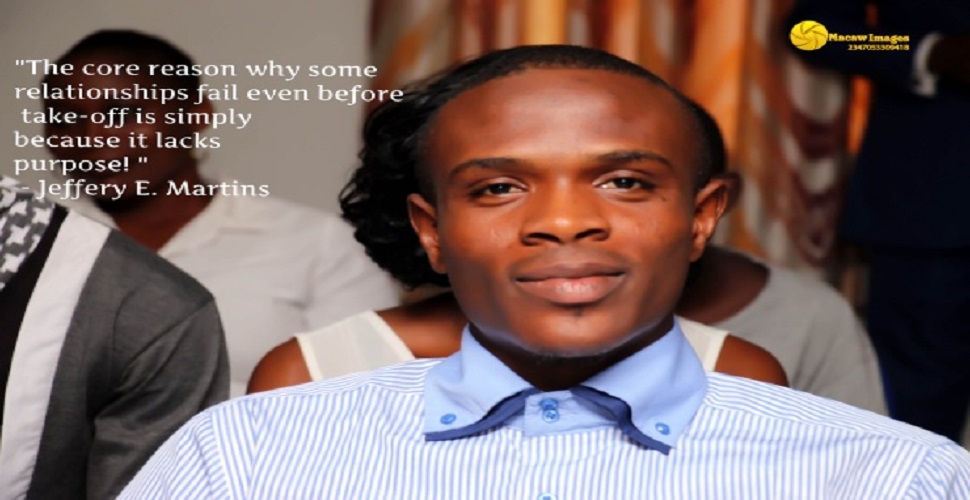 "The core reason why some
relationships fail even before
take-off is simply
because it lacks
purpose! "
- Jeffery E. Martins
Macaw Images
2347033309418